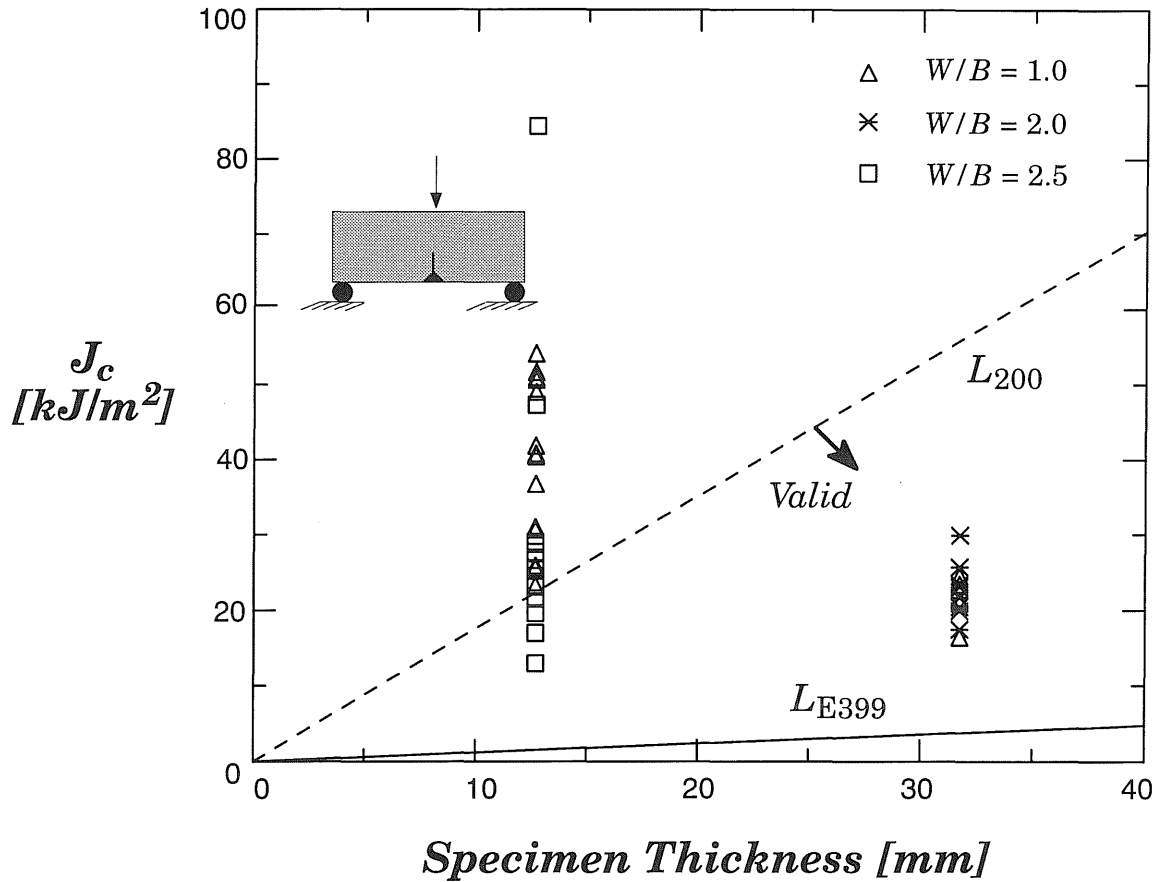 100
W/B = 1.0
W/B = 2.0
80
W/B = 2.5
60
J_c
[kJ/m²]
L_200
40
Valid
20
L_E399
0
0 10 20 30 40
Specimen Thickness [mm]